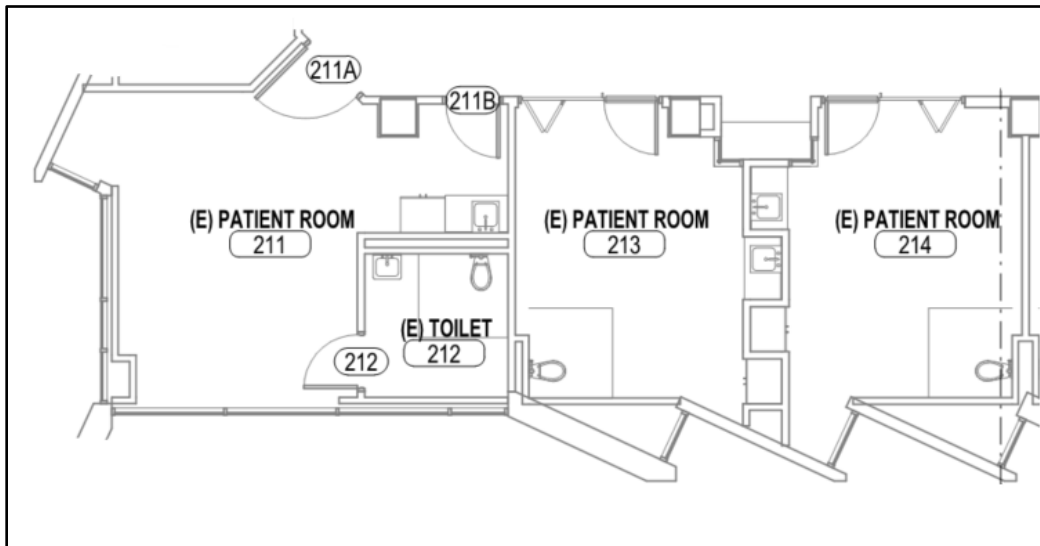 211A
211B
(E) PATIENT ROOM
211
(E) PATIENT ROOM
213
(E) PATIENT ROOM
214
(E) TOILET
212
212